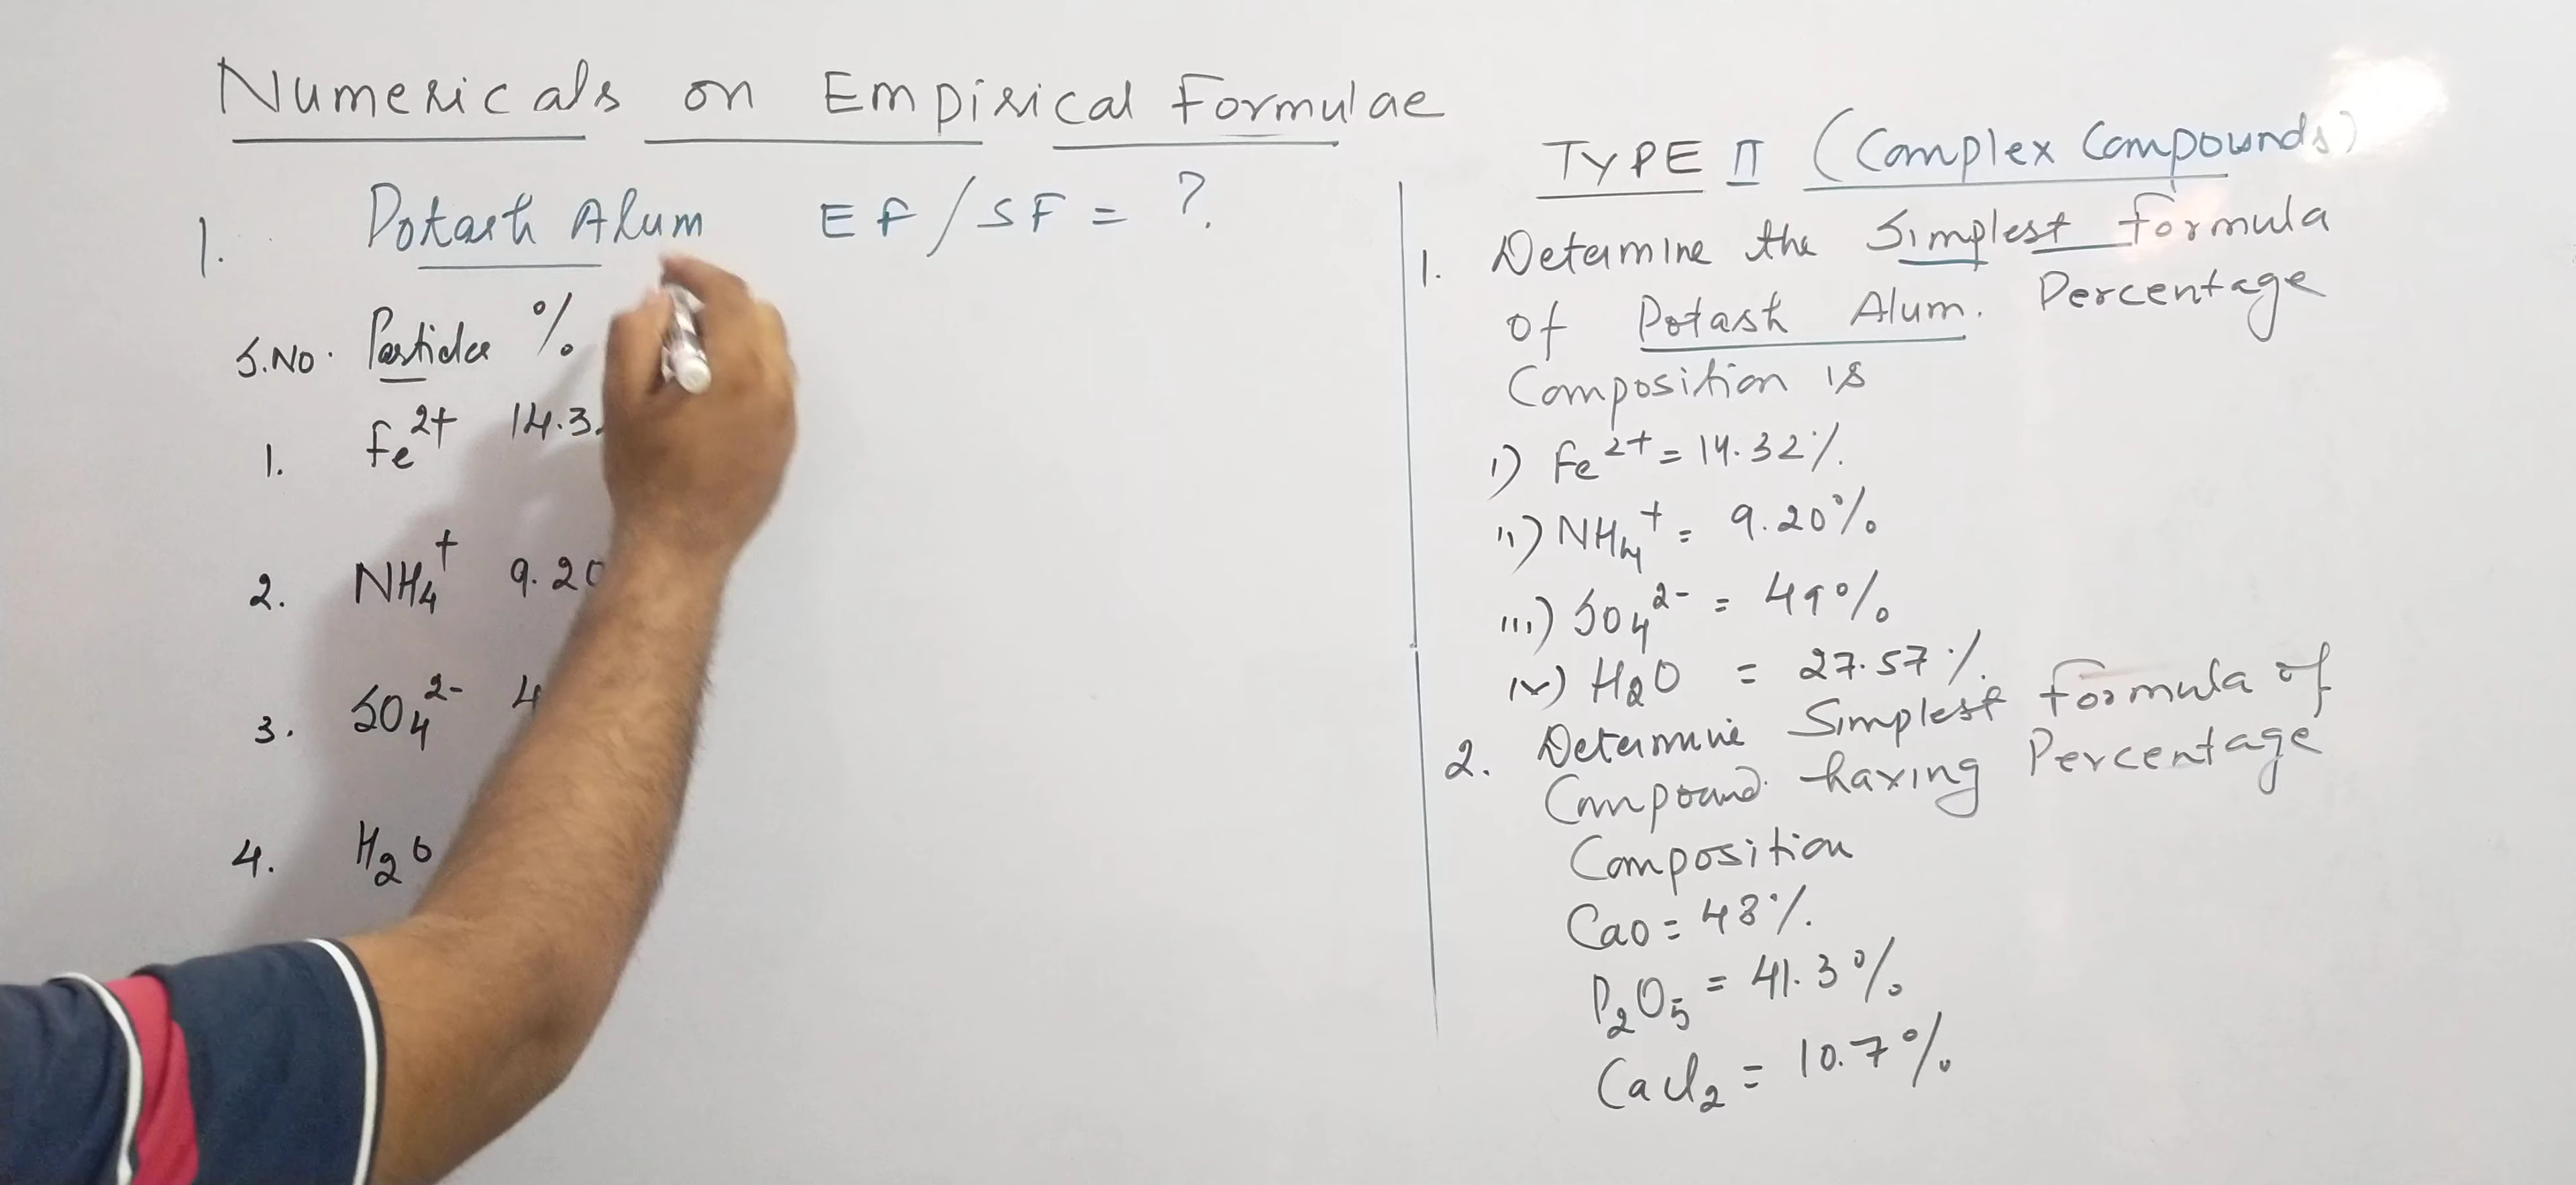 Numericals on Empirical Formulae
1. Potash Alum EF/SF = ?
S.No. Particles %
1. Fe2+ 14.3
2. NH4+ 9.20
3. SO42- 4
4. H2O
TYPE II (Complex Compounds)
1. Determine the Simplest formula
of Potash Alum. Percentage
Composition is
i) Fe2+ = 14.32%.
ii) NH4+ = 9.20%
iii) SO42- = 49%
iv) H2O = 27.57%.
2. Determine Simplest formula of
Compound having Percentage
Composition
CaO = 48%.
P2O5 = 41.3%
CaCl2 = 10.7%